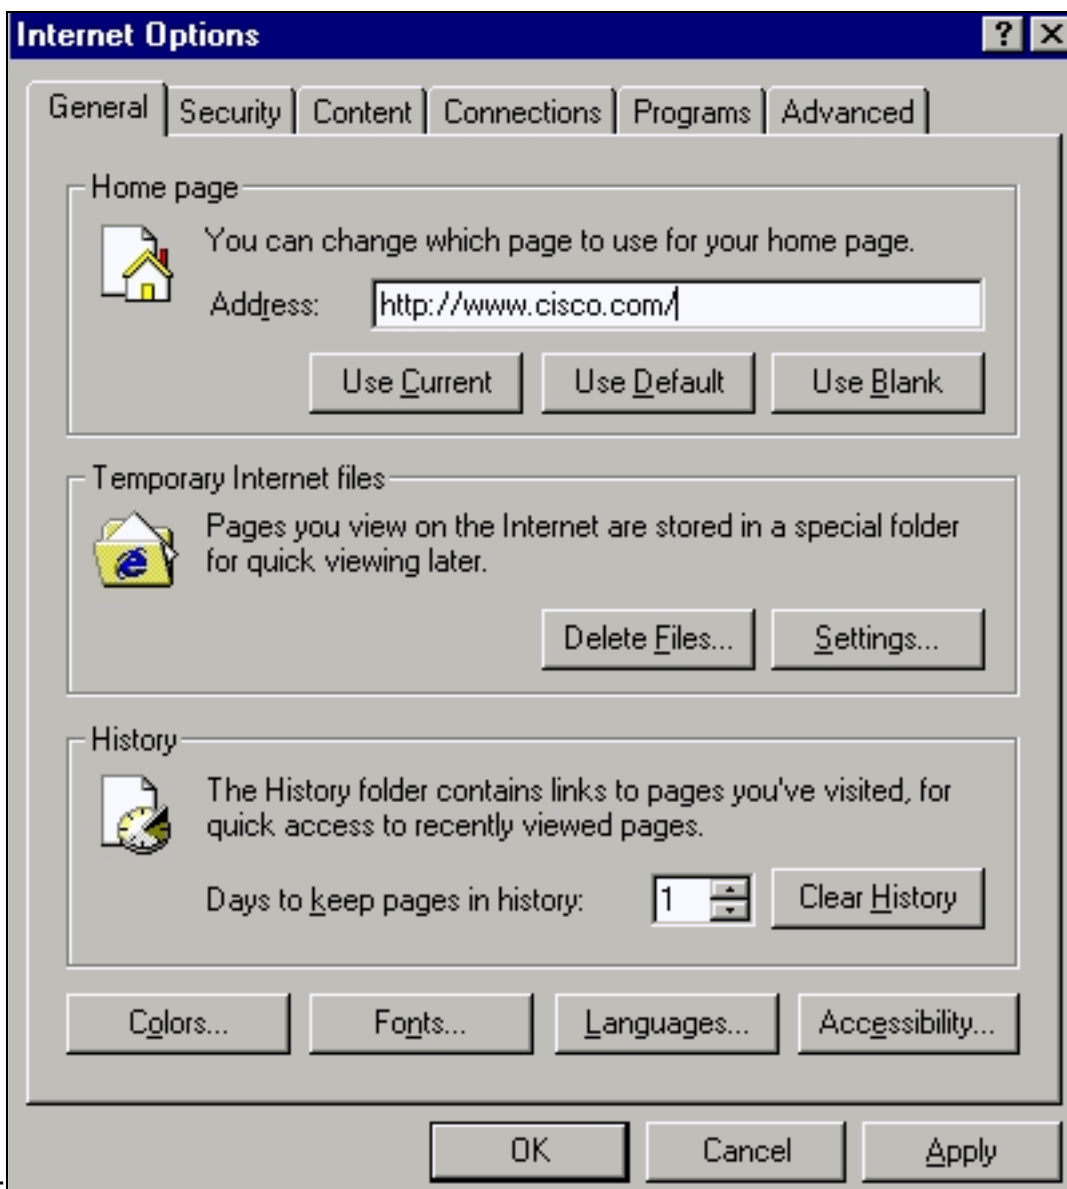 Internet Options
General Security Content Connections Programs Advanced
Home page
You can change which page to use for your home page.
Address: http://www.cisco.com/
Use Current Use Default Use Blank
Temporary Internet files
Pages you view on the Internet are stored in a special folder
for quick viewing later.
Delete Files... Settings...
History
The History folder contains links to pages you've visited, for
quick access to recently viewed pages.
Days to keep pages in history: 1 Clear History
Colors... Fonts... Languages... Accessibility...
OK Cancel Apply